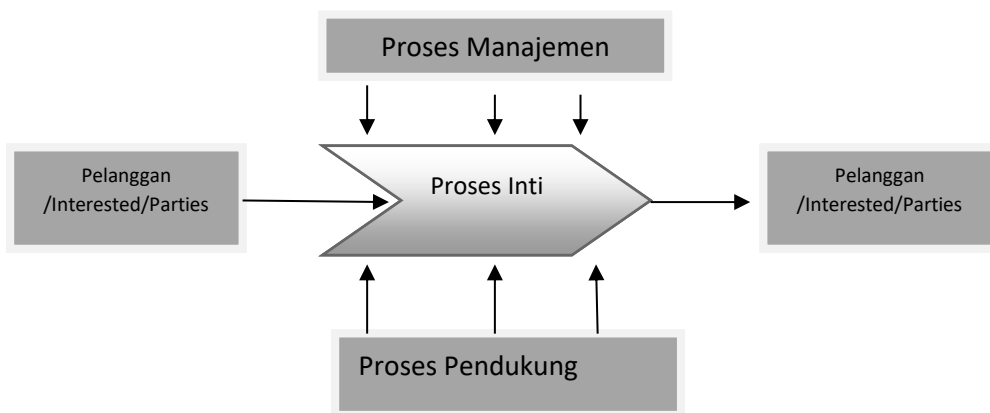 Proses Manajemen
Pelanggan
/Interested/Parties
Proses Inti
Pelanggan
/Interested/Parties
Proses Pendukung